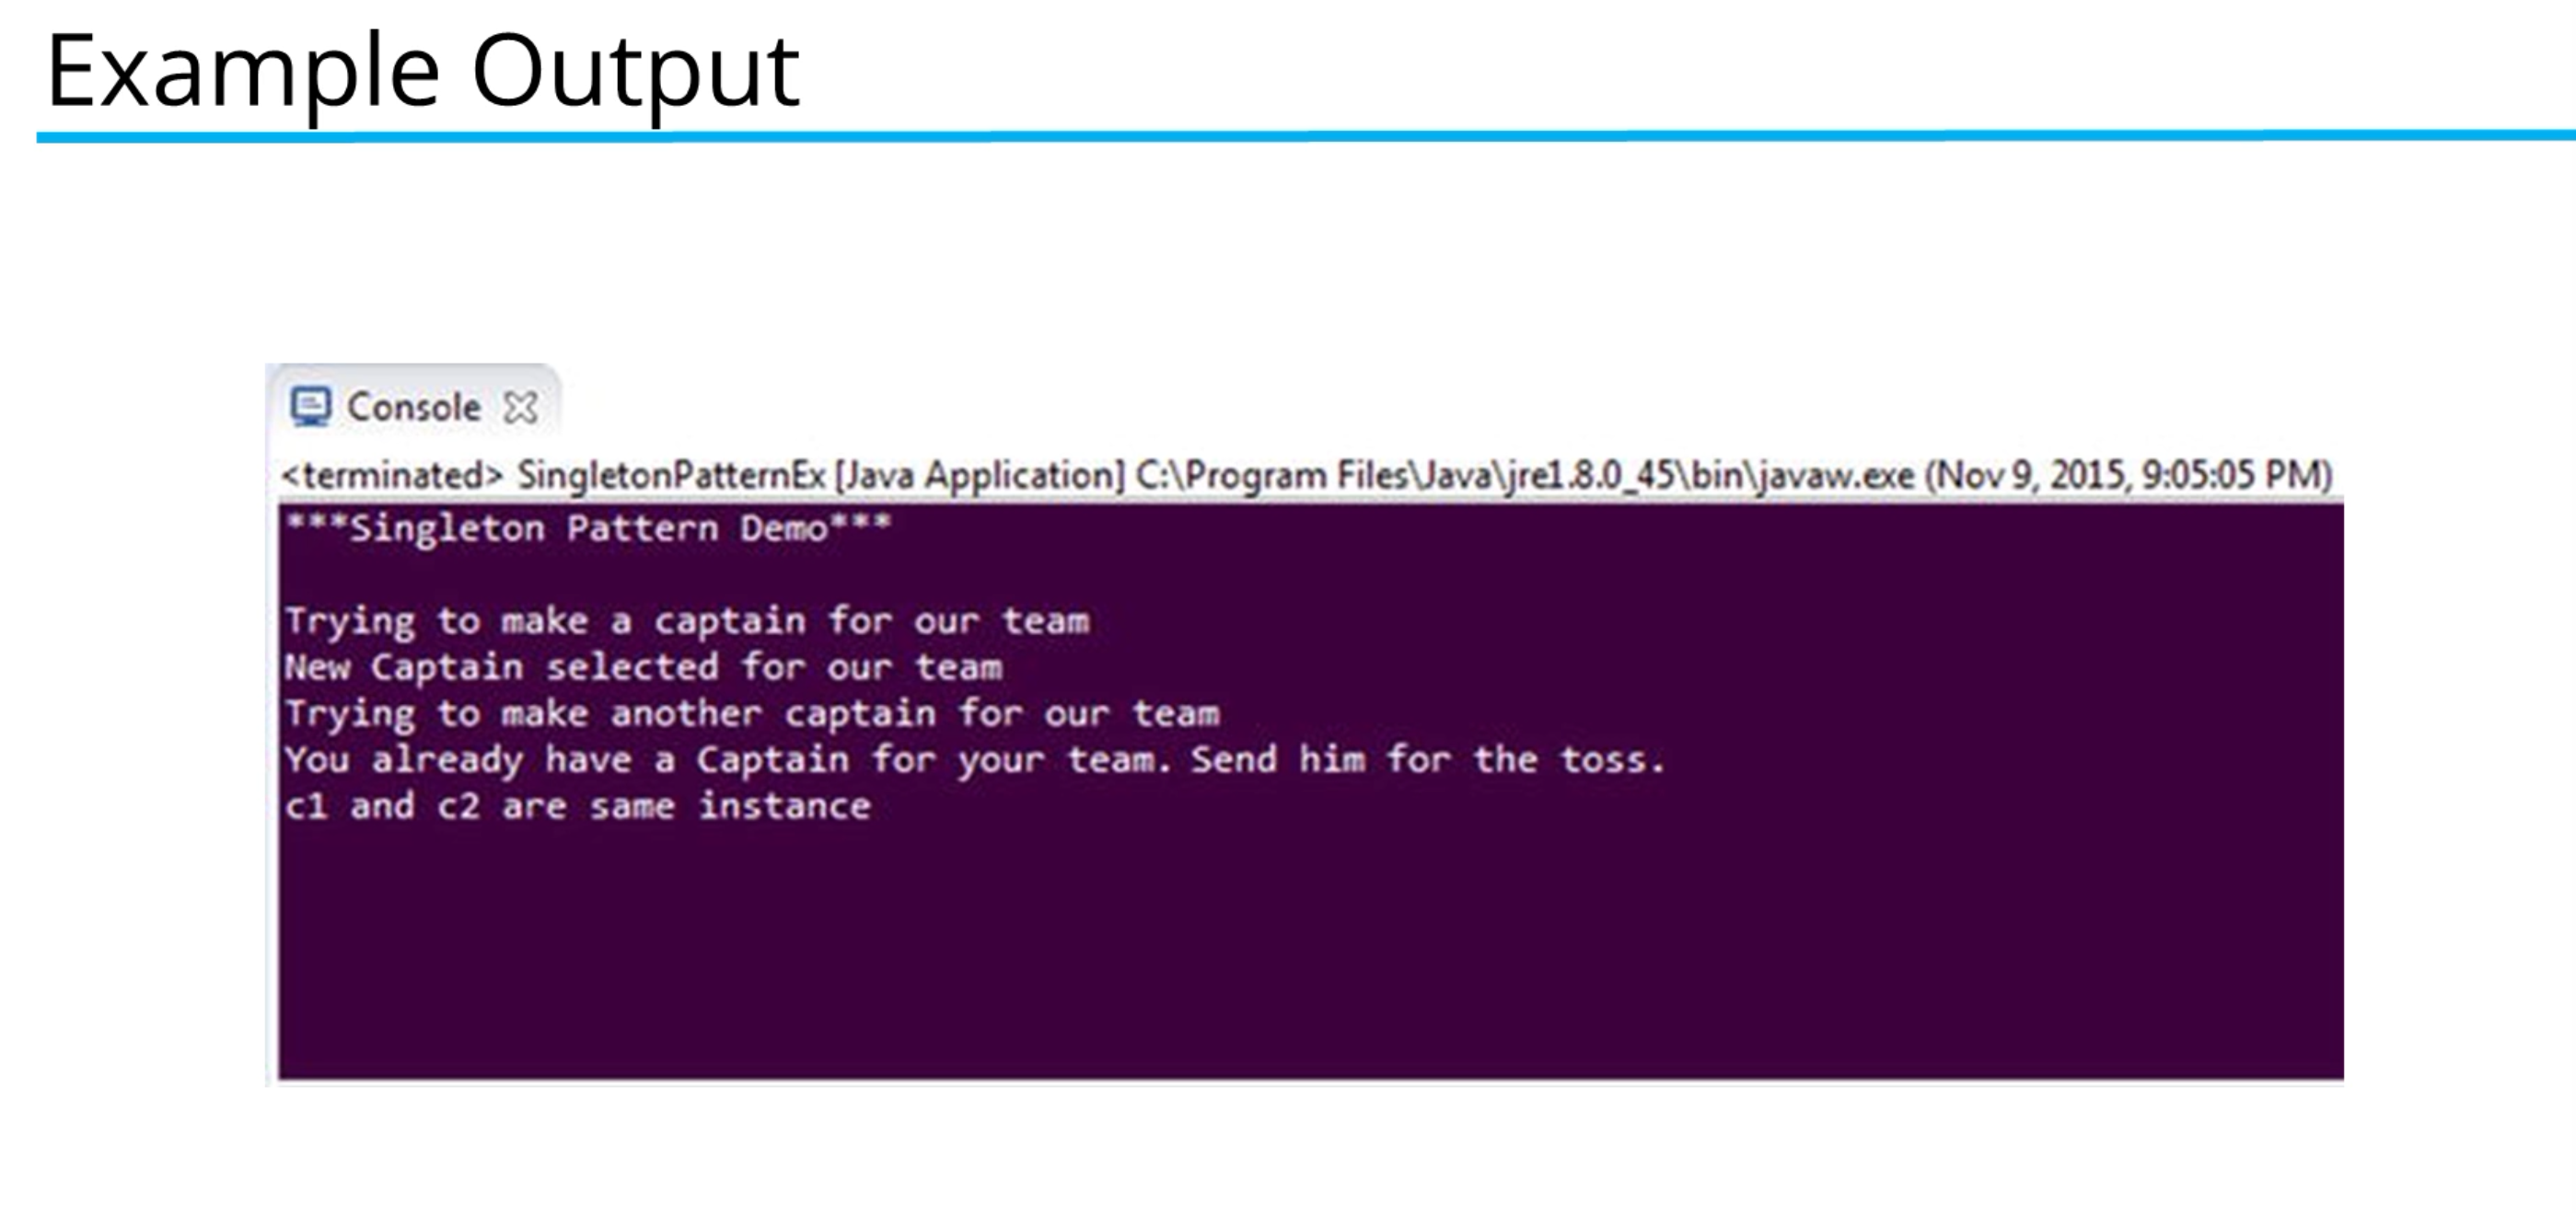 Example Output
Console
<terminated> SingletonPatternEx [Java Application] C:\Program Files\Java\jre1.8.0_45\bin\javaw.exe (Nov 9, 2015, 9:05:05 PM)
***Singleton Pattern Demo***
Trying to make a captain for our team
New Captain selected for our team
Trying to make another captain for our team
You already have a Captain for your team. Send him for the toss.
c1 and c2 are same instance